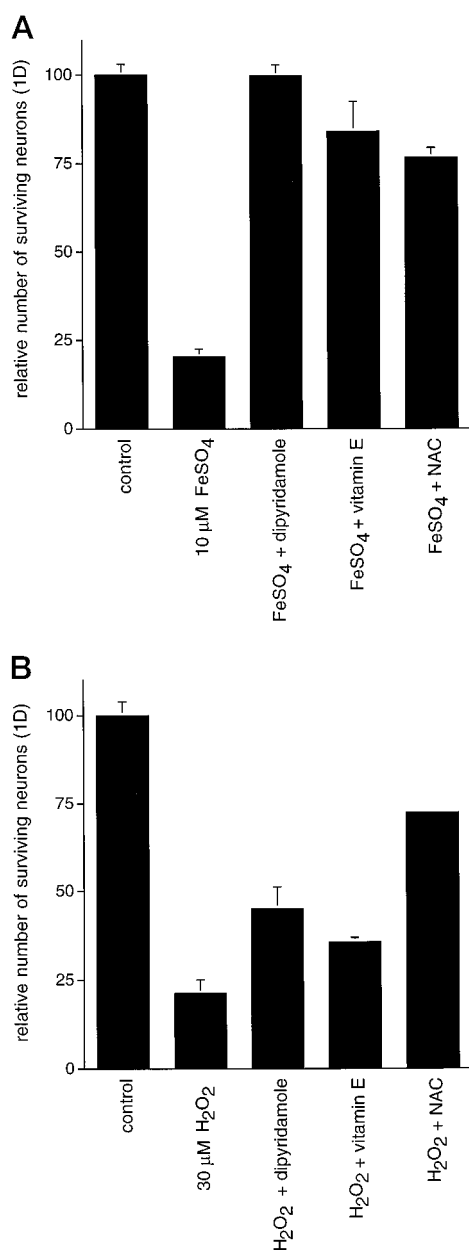 A
relative number of surviving neurons (1D)
100
75
50
25
0
control
10 µM FeSO4
FeSO4 + dipyridamole
FeSO4 + vitamin E
FeSO4 + NAC
B
relative number of surviving neurons (1D)
100
75
50
25
0
control
30 µM H2O2
H2O2 + dipyridamole
H2O2 + vitamin E
H2O2 + NAC